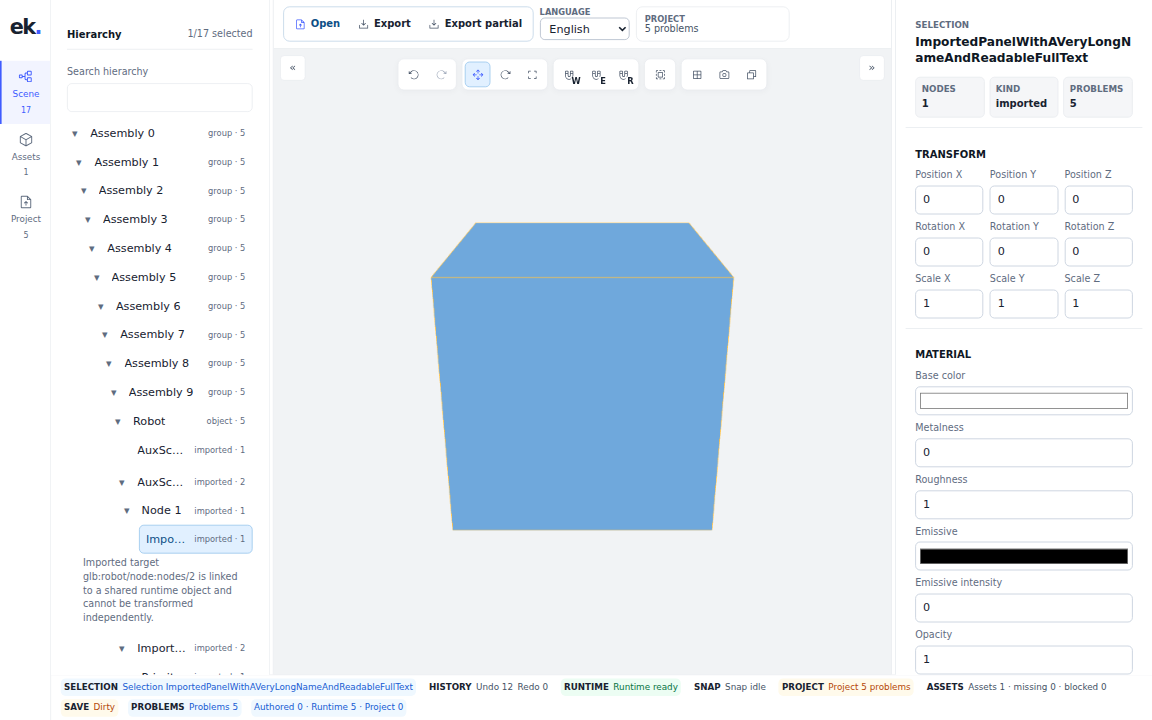 ek.
Scene
17
Assets
1
Project
5
Hierarchy 1/17 selected
Search hierarchy
Assembly 0 group · 5
Assembly 1 group · 5
Assembly 2 group · 5
Assembly 3 group · 5
Assembly 4 group · 5
Assembly 5 group · 5
Assembly 6 group · 5
Assembly 7 group · 5
Assembly 8 group · 5
Assembly 9 group · 5
Robot object · 5
AuxSc... imported · 1
AuxSc... imported · 2
Node 1 imported · 1
Impo... imported · 1
Imported target
glb:robot/node:nodes/2 is linked
to a shared runtime object and
cannot be transformed
independently.
Import... imported · 2
Open Export Export partial
LANGUAGE
English
PROJECT
5 problems
« W E R »
SELECTION
ImportedPanelWithAVeryLongN
ameAndReadableFullText
NODES KIND PROBLEMS
1 imported 5
TRANSFORM
Position X Position Y Position Z
0 0 0
Rotation X Rotation Y Rotation Z
0 0 0
Scale X Scale Y Scale Z
1 1 1
MATERIAL
Base color
Metalness
0
Roughness
1
Emissive
Emissive intensity
0
Opacity
1
SELECTION Selection ImportedPanelWithAVeryLongNameAndReadableFullText HISTORY Undo 12 Redo 0 RUNTIME Runtime ready SNAP Snap idle PROJECT Project 5 problems ASSETS Assets 1 · missing 0 · blocked 0
SAVE Dirty PROBLEMS Problems 5 Authored 0 · Runtime 5 · Project 0